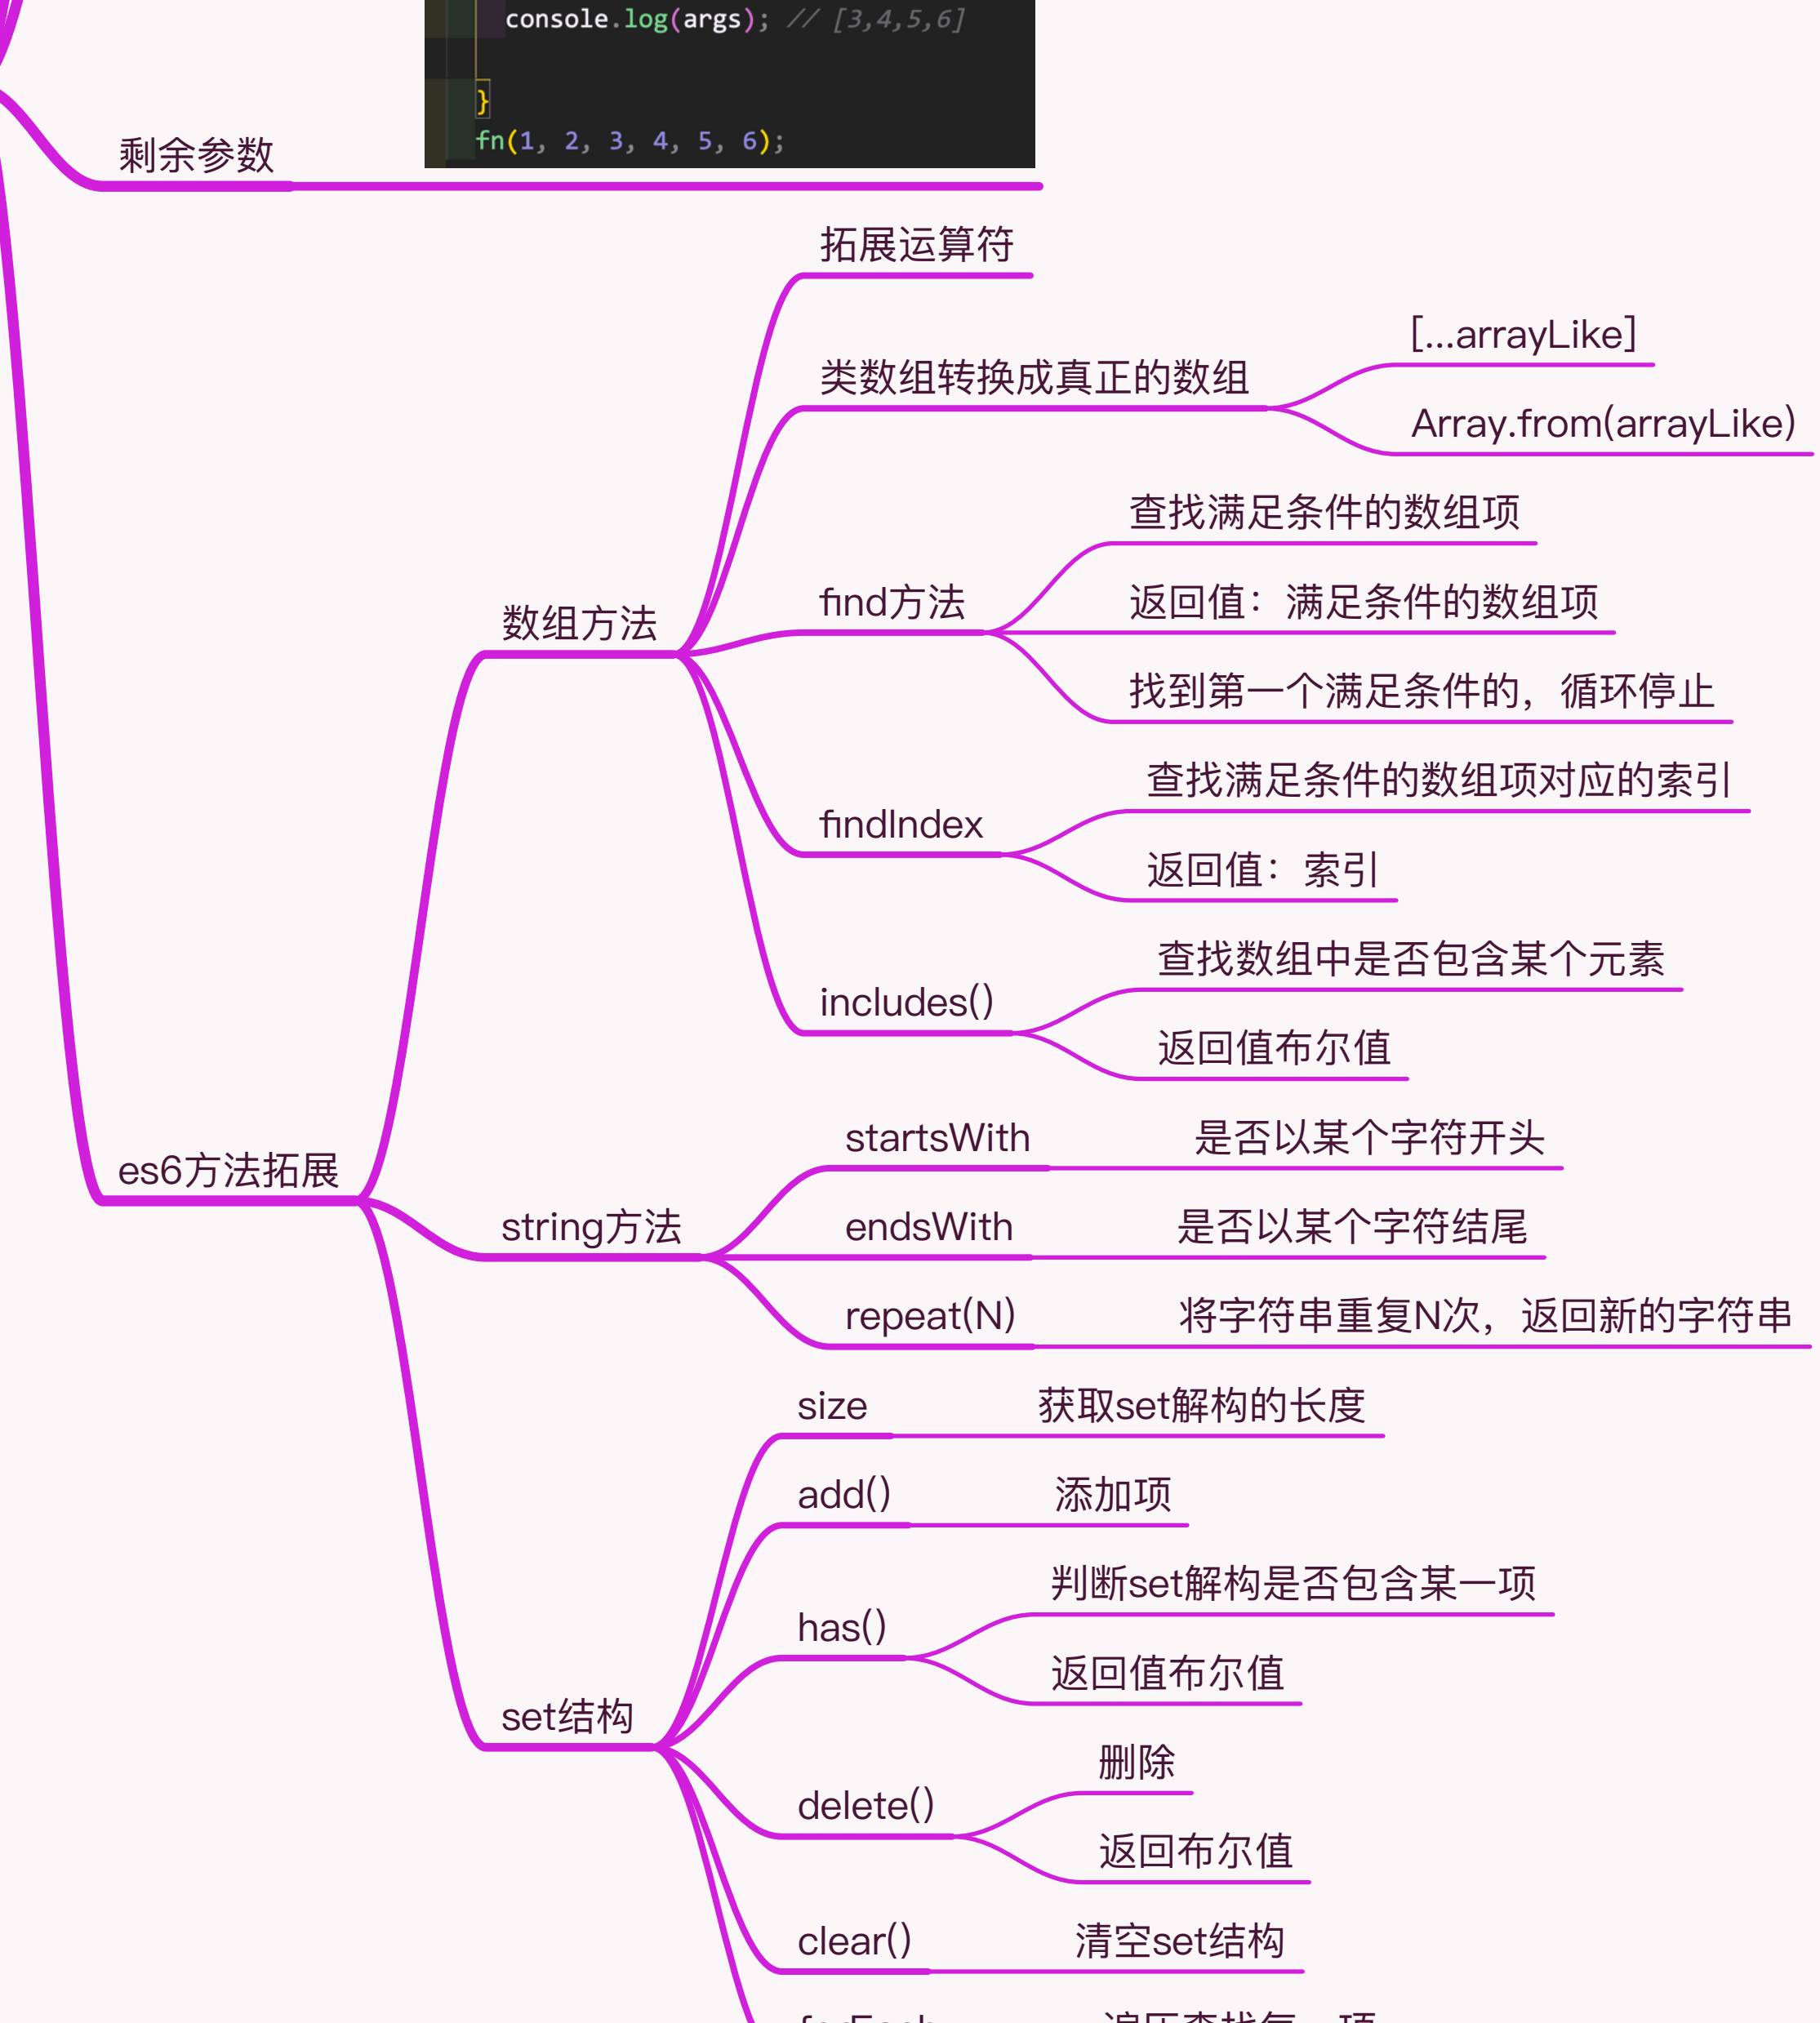 console.log(args); // [3,4,5,6]
}
fn(1, 2, 3, 4, 5, 6);
剩余参数
拓展运算符
[...arrayLike]
类数组转换成真正的数组
Array.from(arrayLike)
查找满足条件的数组项
find方法
返回值：满足条件的数组项
数组方法
找到第一个满足条件的，循环停止
查找满足条件的数组项对应的索引
findIndex
返回值：索引
查找数组中是否包含某个元素
includes()
返回值布尔值
startsWith 是否以某个字符开头
es6方法拓展
string方法
endsWith 是否以某个字符结尾
repeat(N) 将字符串重复N次，返回新的字符串
size 获取set解构的长度
add() 添加项
判断set解构是否包含某一项
has()
返回值布尔值
set结构
删除
delete()
返回布尔值
clear() 清空set结构